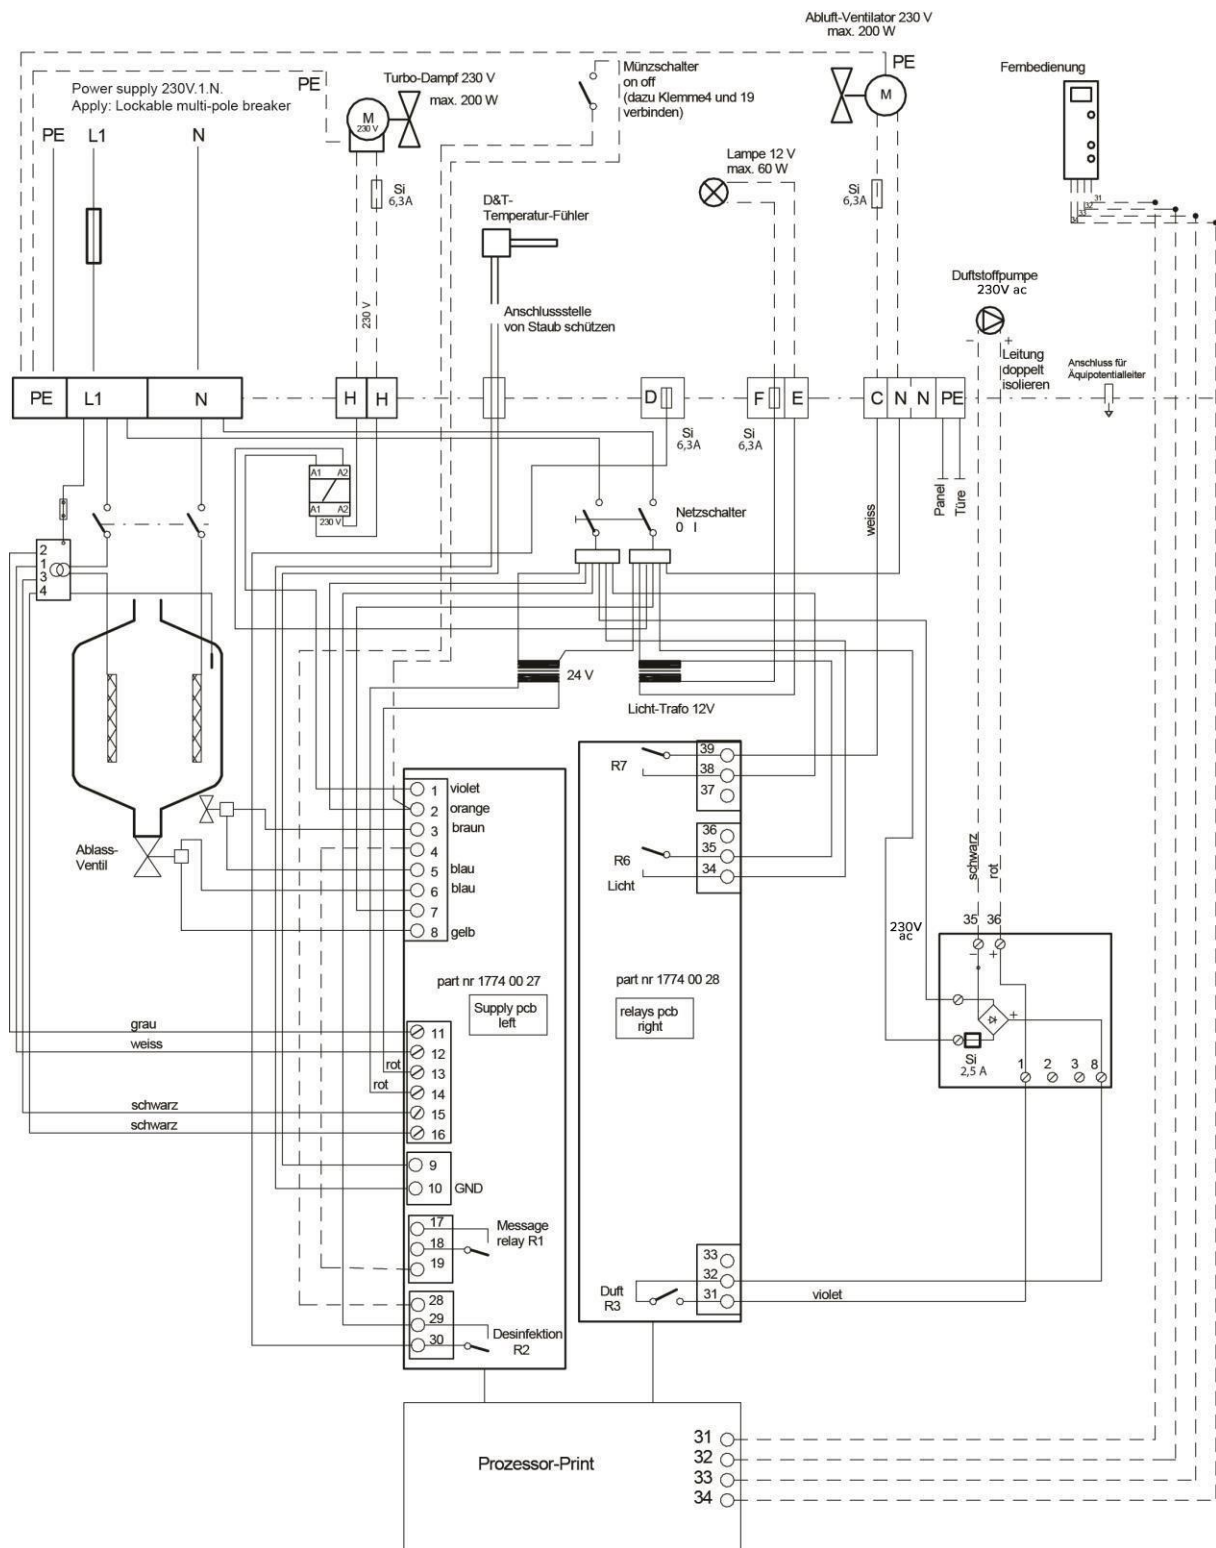 Abluft-Ventilator 230 V
max. 200 W
PE
Fernbedienung
Münzschalter
on off
(dazu Klemme4 und 19
verbinden)
Turbo-Dampf 230 V
max. 200 W
PE
M
230 V
M
Power supply 230V.1.N.
Apply: Lockable multi-pole breaker
PE L1 N
Si
6,3A
Lampe 12 V
max. 60 W
Si
6,3A
D&T-
Temperatur-Fühler
31
32
33
34
Duftstoffpumpe
230V ac
- +
Anschlussstelle
von Staub schützen
230 V
Leitung
doppelt
isolieren
Anschluss für
Äquipotentialleiter
PE L1 N H H D F E C N N PE
Si
6,3A
Si
6,3A
A1 A2
A1 A2
230 V
Netzschalter
0 I
weiss
Panel
Türe
2
1
3
4
24 V
Licht-Trafo 12V
R7
39
38
37
1 violet
2 orange
3 braun
4
5 blau
6 blau
7
8 gelb
Ablass-
Ventil
36
35
34
R6
Licht
schwarz
rot
230V
ac
35 36
- +
+
Si
2,5 A
1 2 3 8
part nr 1774 00 27
Supply pcb
left
part nr 1774 00 28
relays pcb
right
grau
weiss
rot
rot
schwarz
schwarz
11
12
13
14
15
16
9
10 GND
17
18
19
Message
relay R1
28
29
30
Desinfektion
R2
33
32
31
Duft
R3
violet
Prozessor-Print
31
32
33
34